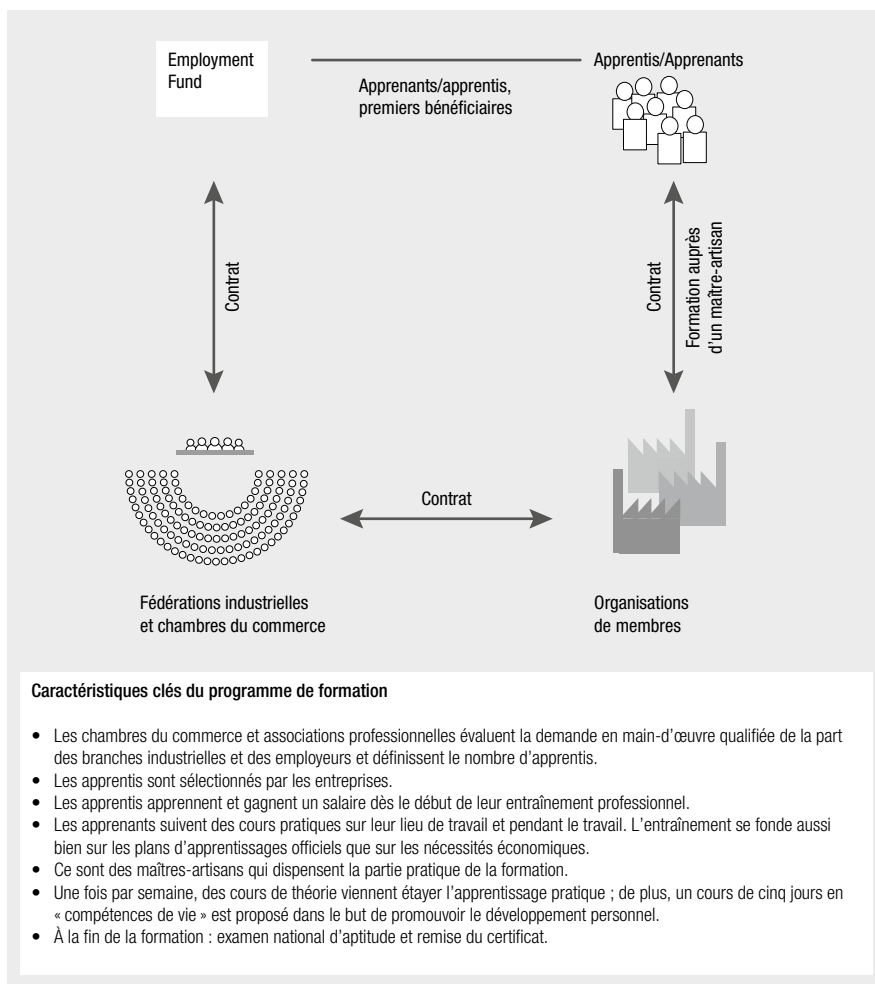 Employment
Fund
Apprenants/apprentis,
premiers bénéficiaires
Apprentis/Apprenants
Contrat
Contrat
Formation auprès
d'un maître-artisan
Contrat
Fédérations industrielles
et chambres du commerce
Organisations
de membres
Caractéristiques clés du programme de formation
• Les chambres du commerce et associations professionnelles évaluent la demande en main-d'œuvre qualifiée de la part
des branches industrielles et des employeurs et définissent le nombre d'apprentis.
• Les apprentis sont sélectionnés par les entreprises.
• Les apprentis apprennent et gagnent un salaire dès le début de leur entraînement professionnel.
• Les apprenants suivent des cours pratiques sur leur lieu de travail et pendant le travail. L'entraînement se fonde aussi
bien sur les plans d'apprentissages officiels que sur les nécessités économiques.
• Ce sont des maîtres-artisans qui dispensent la partie pratique de la formation.
• Une fois par semaine, des cours de théorie viennent étayer l'apprentissage pratique ; de plus, un cours de cinq jours en
« compétences de vie » est proposé dans le but de promouvoir le développement personnel.
• À la fin de la formation : examen national d'aptitude et remise du certificat.